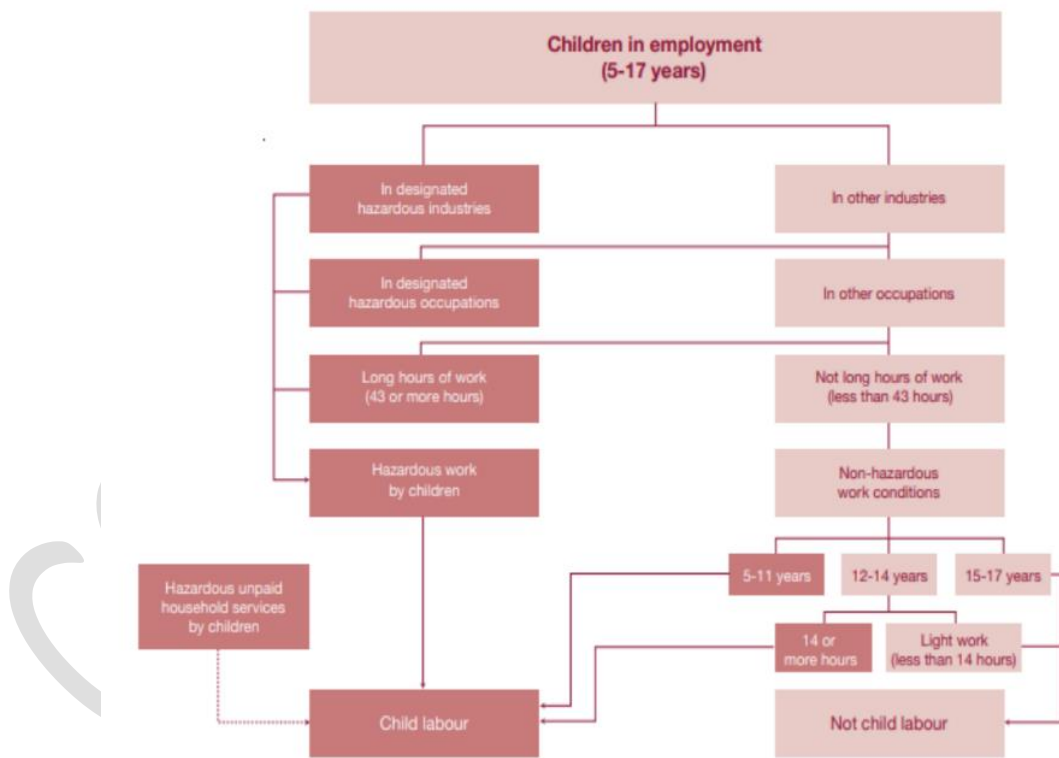 Children in employment
(5-17 years)
In designated
hazardous industries
In other industries
In designated
hazardous occupations
In other occupations
Long hours of work
(43 or more hours)
Not long hours of work
(less than 43 hours)
Hazardous work
by children
Non-hazardous
work conditions
5-11 years
12-14 years
15-17 years
Hazardous unpaid
household services
by children
14 or
more hours
Light work
(less than 14 hours)
Child labour
Not child labour